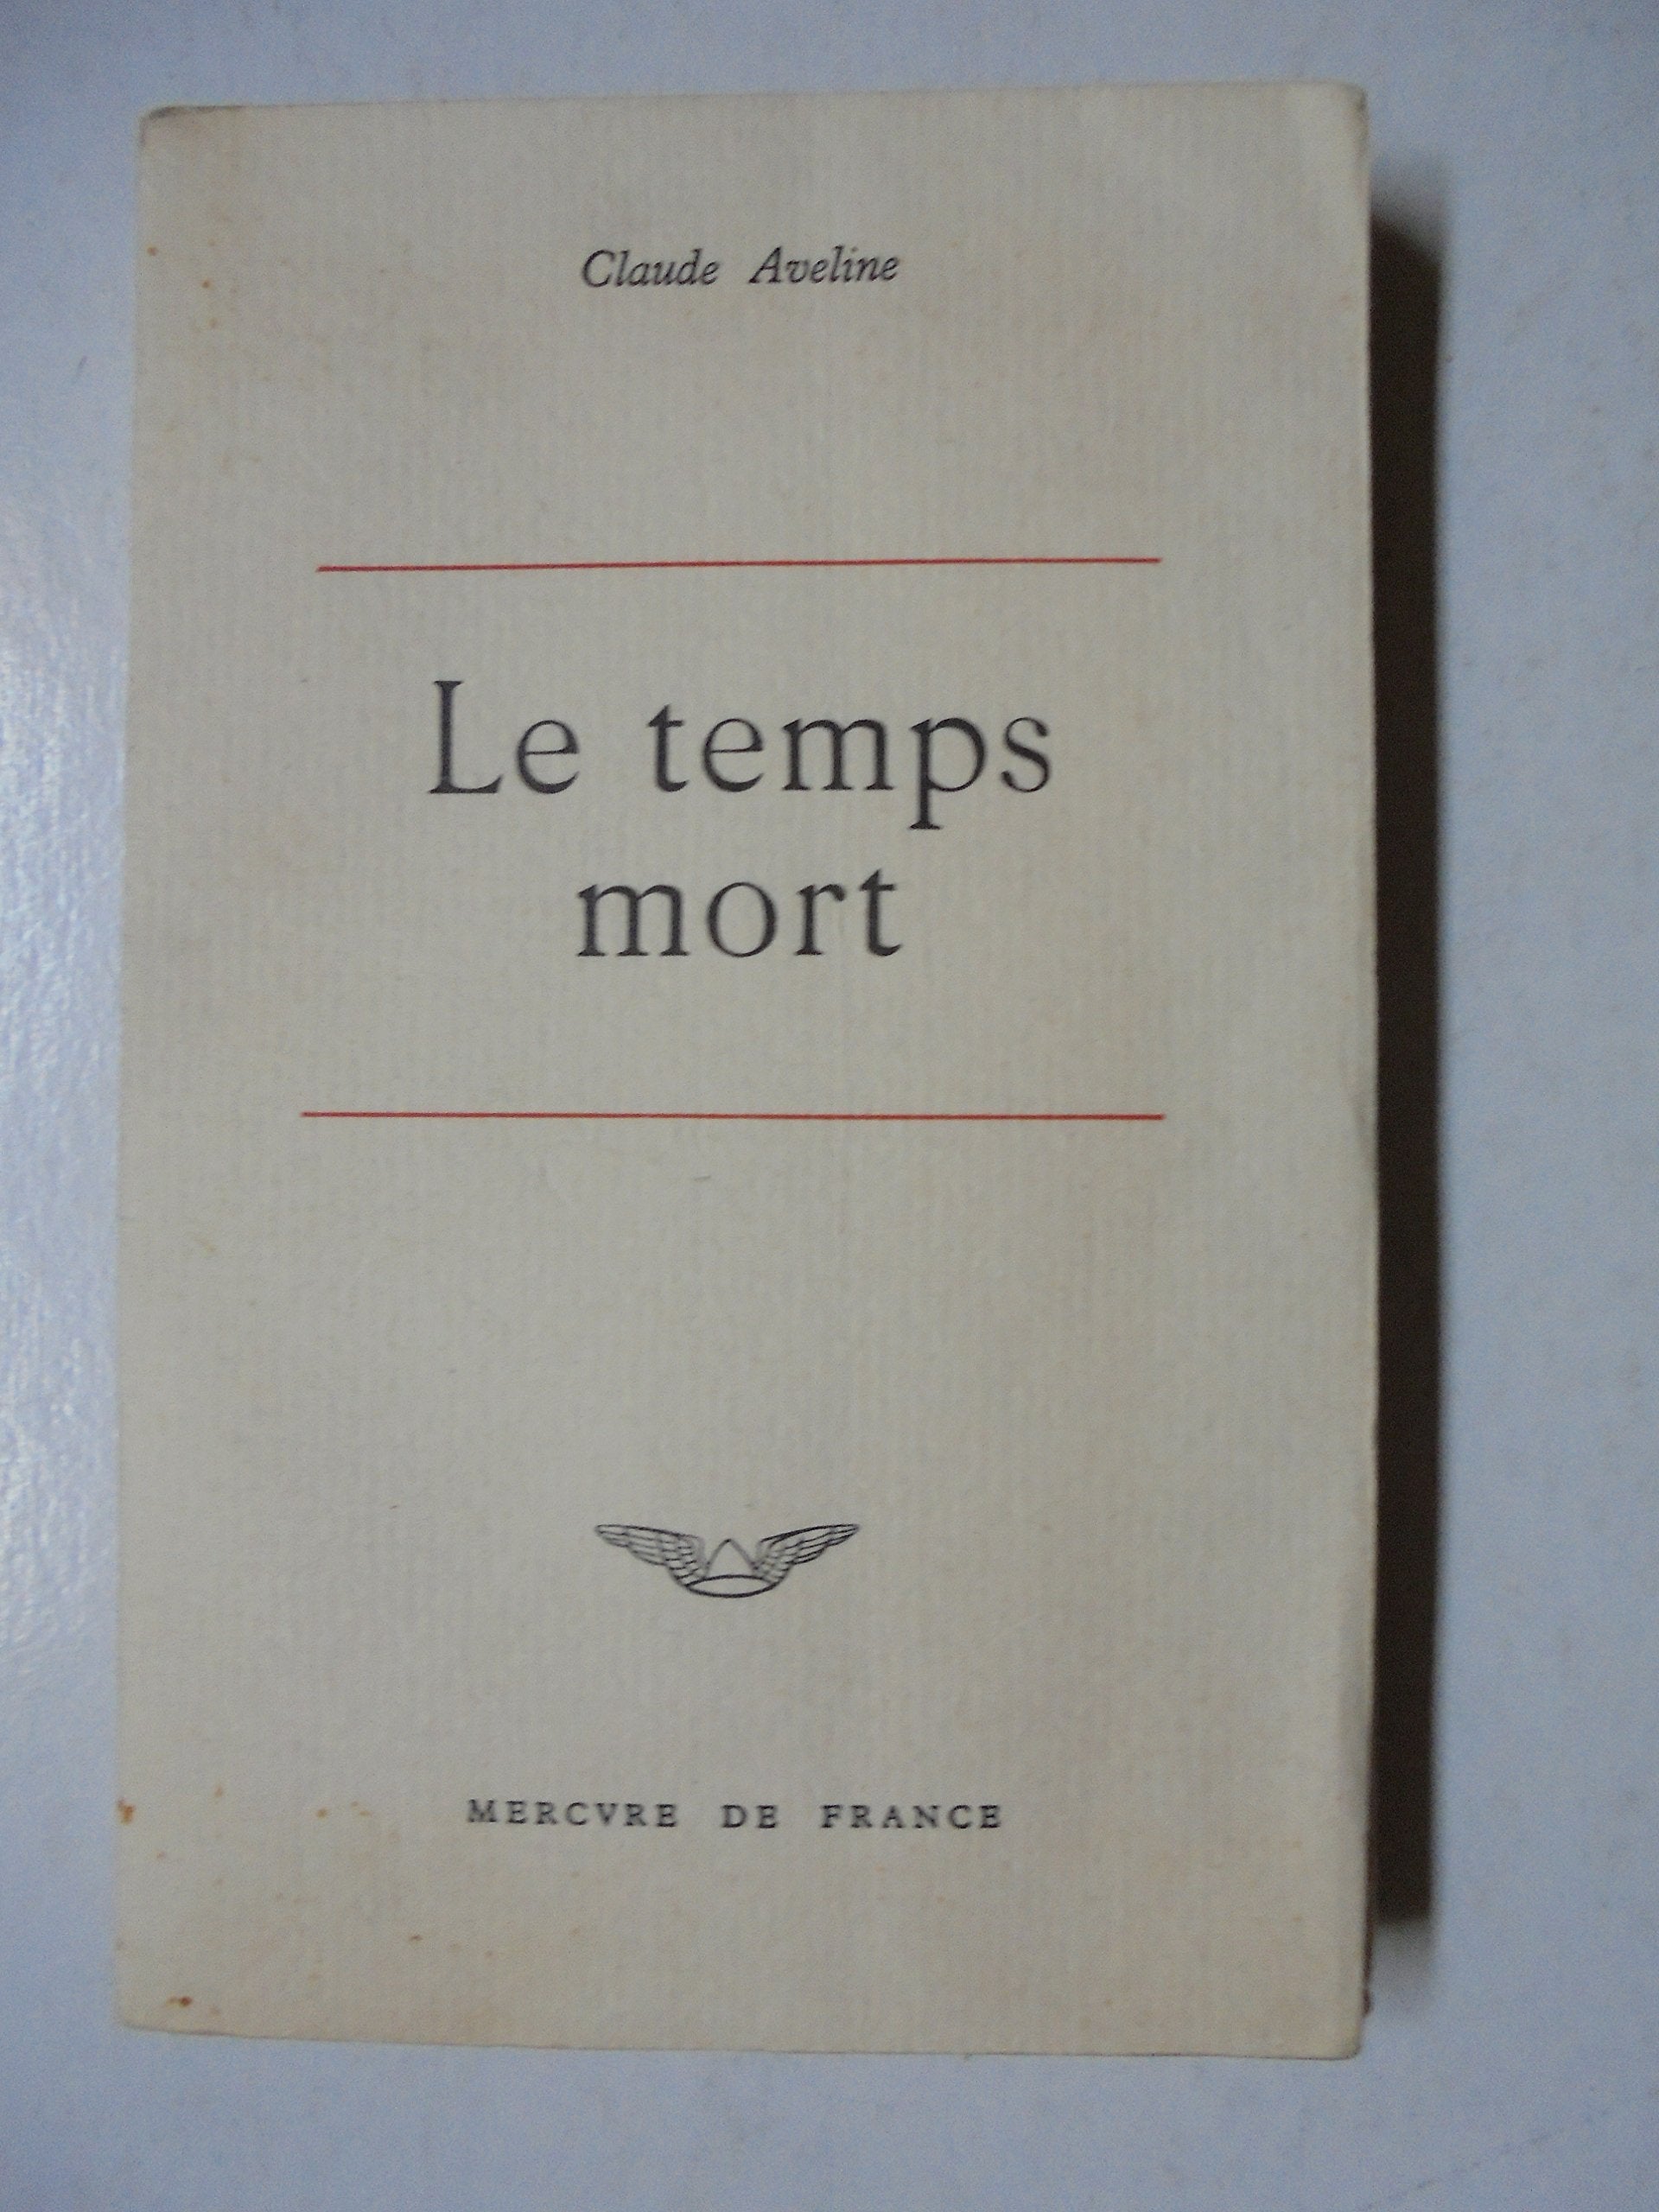 Claude Aveline
Le temps
mort
MERCVRE DE FRANCE